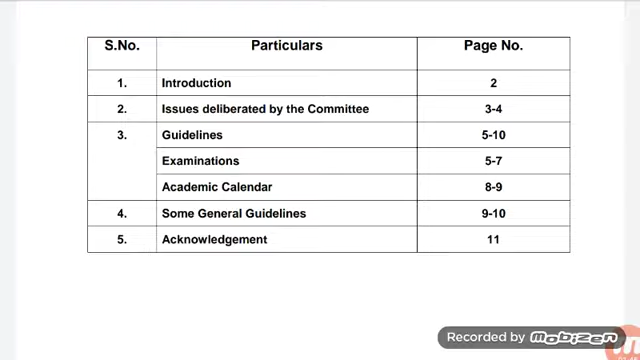 S.No. Particulars Page No.
1. Introduction 2
2. Issues deliberated by the Committee 3-4
3. Guidelines 5-10
Examinations 5-7
Academic Calendar 8-9
4. Some General Guidelines 9-10
5. Acknowledgement 11
Recorded by Mobizen